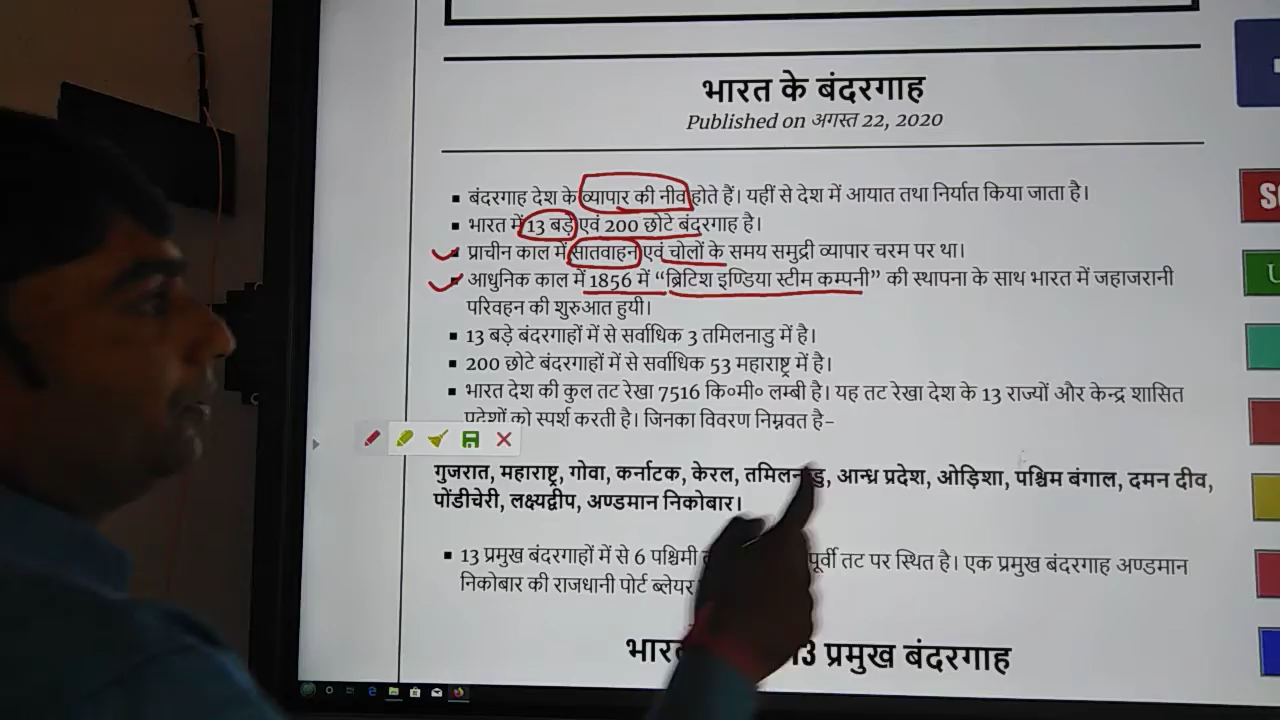 भारत के बंदरगाह
Published on अगस्त 22, 2020
बंदरगाह देश के व्यापार की नीव होते हैं। यहीं से देश में आयात तथा निर्यात किया जाता है।
भारत में 13 बड़े एवं 200 छोटे बंदरगाह है।
प्राचीन काल में सातवाहन एवं चोलों के समय समुद्री व्यापार चरम पर था।
आधुनिक काल में 1856 में “ब्रिटिश इण्डिया स्टीम कम्पनी” की स्थापना के साथ भारत में जहाजरानी
परिवहन की शुरुआत हुयी।
13 बड़े बंदरगाहों में से सर्वाधिक 3 तमिलनाडु में है।
200 छोटे बंदरगाहों में से सर्वाधिक 53 महाराष्ट्र में है।
भारत देश की कुल तट रेखा 7516 कि०मी० लम्बी है। यह तट रेखा देश के 13 राज्यों और केन्द्र शासित
प्रदेशों को स्पर्श करती है। जिनका विवरण निम्नवत है-
गुजरात, महाराष्ट्र, गोवा, कर्नाटक, केरल, तमिलनाडु, आन्ध्र प्रदेश, ओड़िशा, पश्चिम बंगाल, दमन दीव,
पोंडीचेरी, लक्ष्यद्वीप, अण्डमान निकोबार।
13 प्रमुख बंदरगाहों में से 6 पश्चिमी पूर्वी तट पर स्थित है। एक प्रमुख बंदरगाह अण्डमान
निकोबार की राजधानी पोर्ट ब्लेयर
13 प्रमुख बंदरगाह